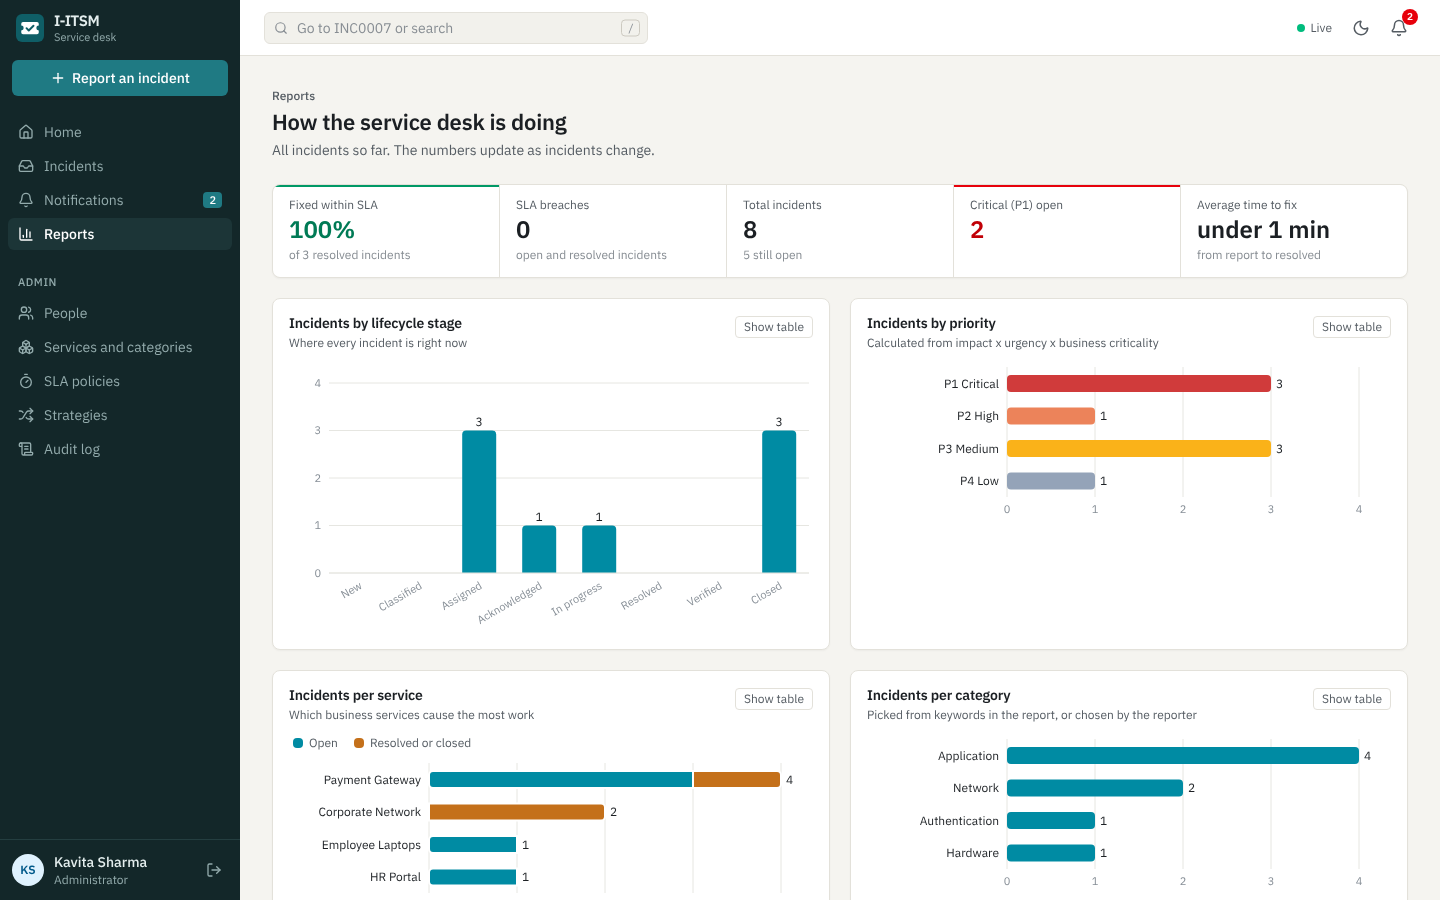 I-ITSM
Service desk
Report an incident
Home
Incidents
Notifications 2
Reports
ADMIN
People
Services and categories
SLA policies
Strategies
Audit log
KS
Kavita Sharma
Administrator
Go to INC0007 or search /
Live
2
Reports
How the service desk is doing
All incidents so far. The numbers update as incidents change.
Fixed within SLA
100%
of 3 resolved incidents
SLA breaches
0
open and resolved incidents
Total incidents
8
5 still open
Critical (P1) open
2
Average time to fix
under 1 min
from report to resolved
Incidents by lifecycle stage
Show table
Where every incident is right now
4
3
2
1
0
3
1
1
3
New
Classified
Assigned
Acknowledged
In progress
Resolved
Verified
Closed
Incidents by priority
Show table
Calculated from impact x urgency x business criticality
P1 Critical 3
P2 High 1
P3 Medium 3
P4 Low 1
0 1 2 3 4
Incidents per service
Show table
Which business services cause the most work
Open Resolved or closed
Payment Gateway 4
Corporate Network 2
Employee Laptops 1
HR Portal 1
Incidents per category
Show table
Picked from keywords in the report, or chosen by the reporter
Application 4
Network 2
Authentication 1
Hardware 1
0 1 2 3 4